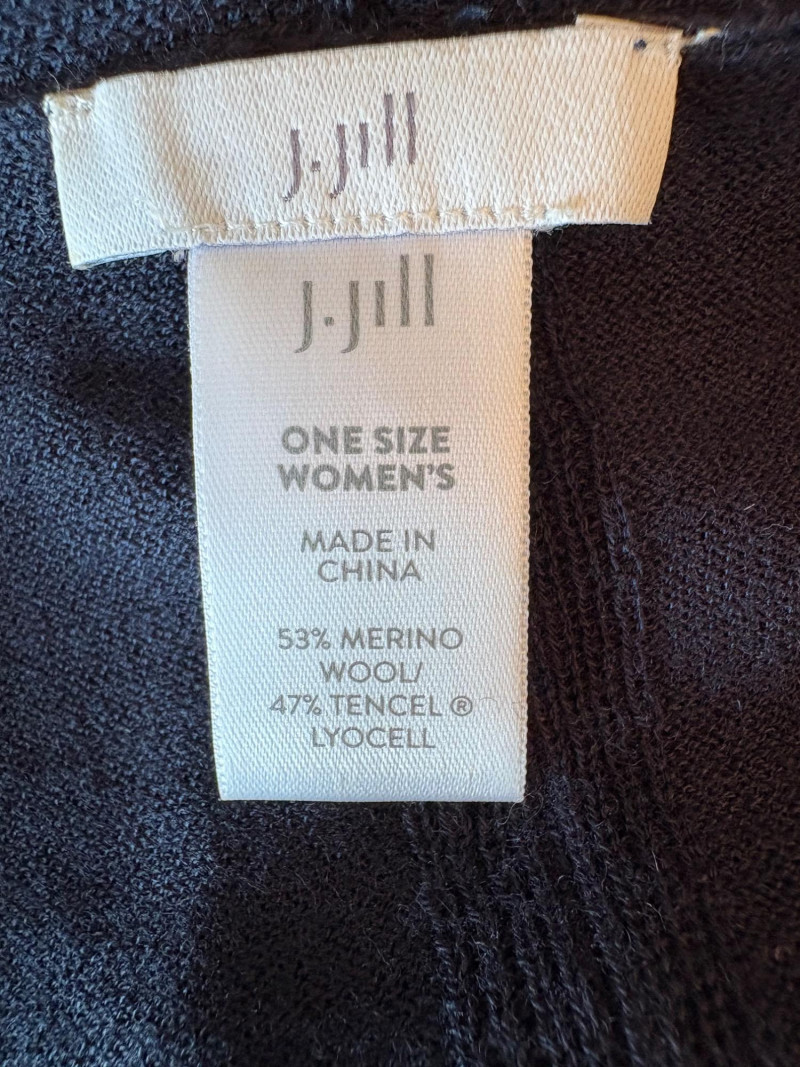 J.Jill
J.Jill
ONE SIZE
WOMEN'S
MADE IN
CHINA
53% MERINO
WOOL/
47% TENCEL ®
LYOCELL